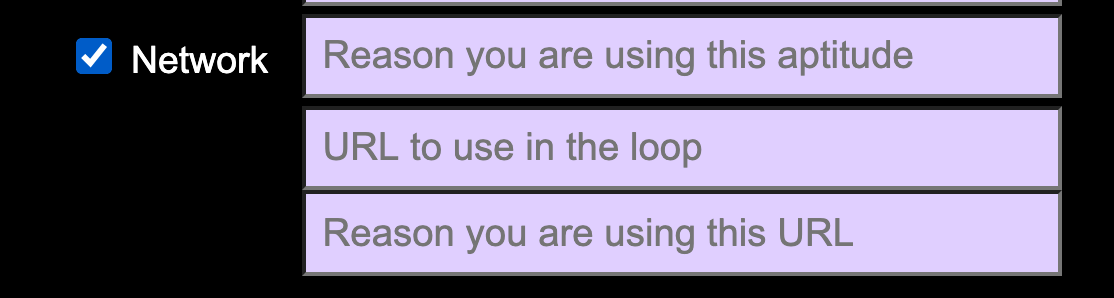 Network
Reason you are using this aptitude
URL to use in the loop
Reason you are using this URL